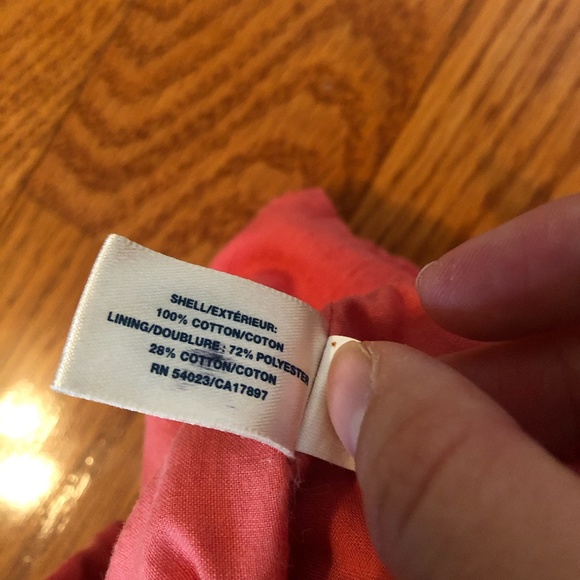 SHELL/EXTÉRIEUR:
100% COTTON/COTON
LINING/DOUBLURE: 72% POLYESTER
28% COTTON/COTON
RN 54023/CA17897